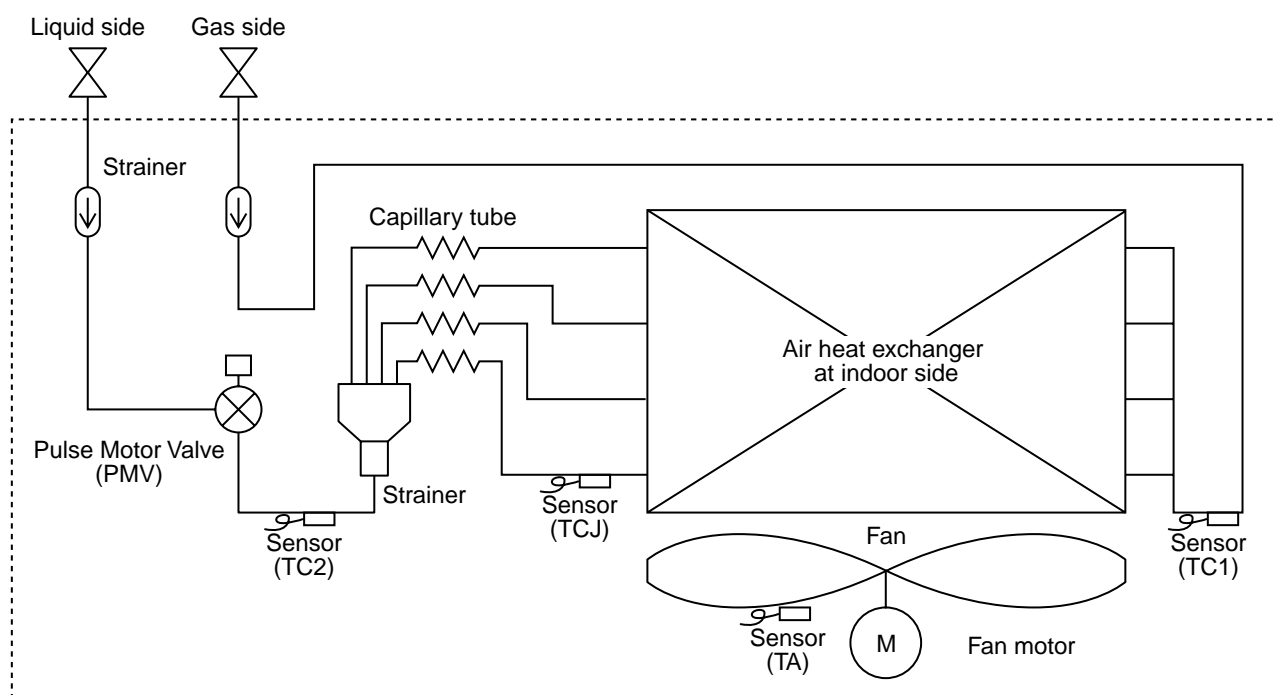 Liquid side
Gas side
Strainer
Capillary tube
Air heat exchanger
at indoor side
Pulse Motor Valve
(PMV)
Strainer
Sensor
(TCJ)
Sensor
(TC2)
Fan
Sensor
(TC1)
Sensor
(TA)
M
Fan motor